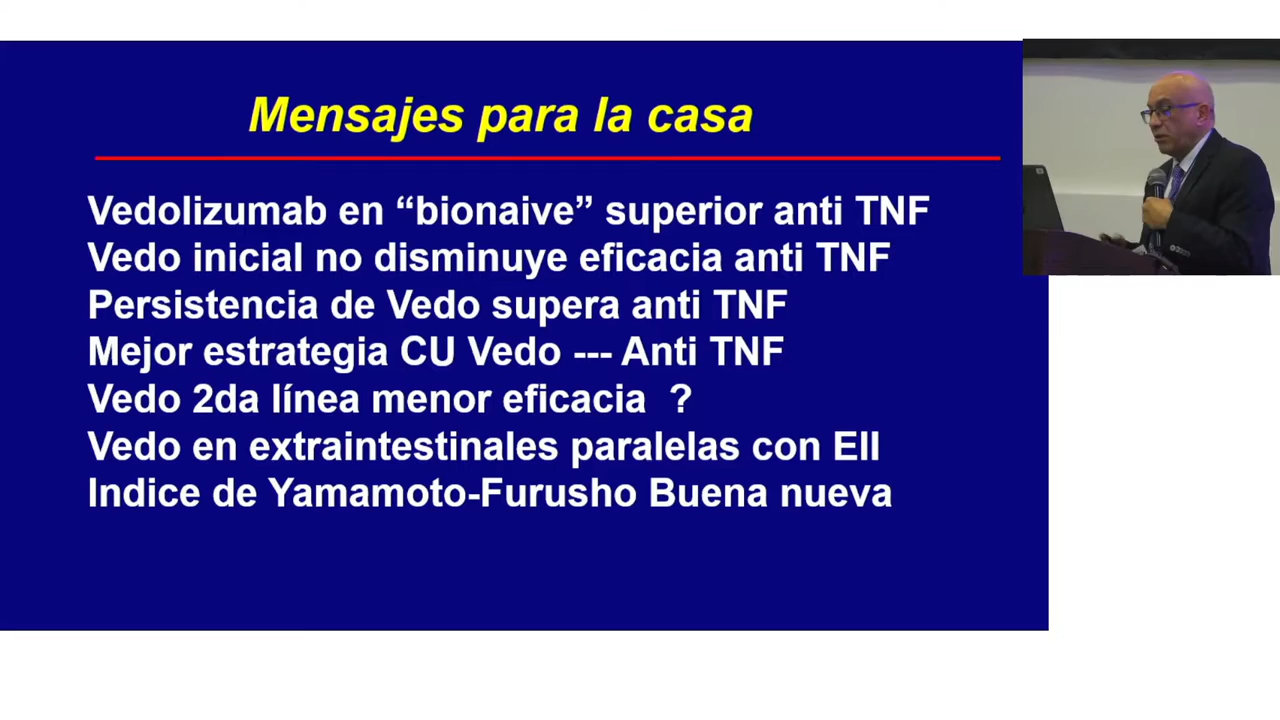 Mensajes para la casa
Vedolizumab en “bionaive” superior anti TNF
Vedo inicial no disminuye eficacia anti TNF
Persistencia de Vedo supera anti TNF
Mejor estrategia CU Vedo --- Anti TNF
Vedo 2da línea menor eficacia ?
Vedo en extraintestinales paralelas con EII
Indice de Yamamoto-Furusho Buena nueva